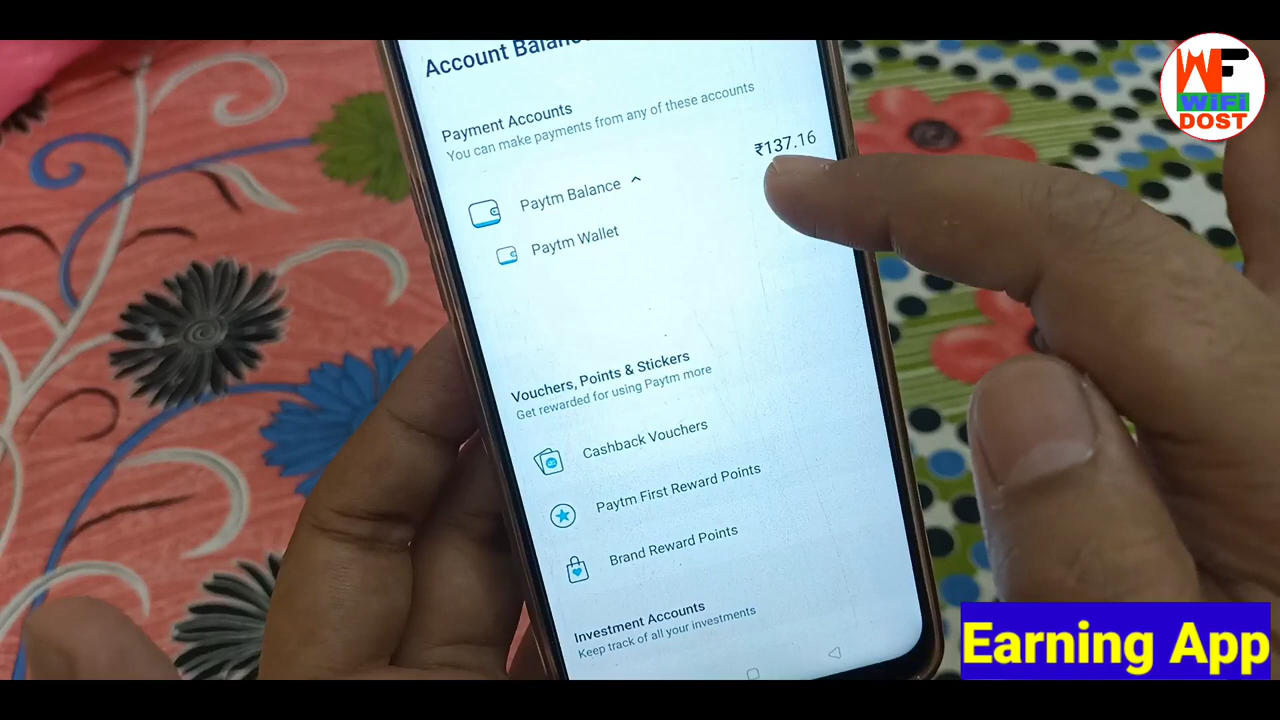 Account Balanc
Payment Accounts
You can make payments from any of these accounts
₹137.16
Paytm Balance
Paytm Wallet
Vouchers, Points & Stickers
Get rewarded for using Paytm more
Cashback Vouchers
Paytm First Reward Points
Brand Reward Points
Investment Accounts
Keep track of all your investments
WF
WiFi
DOST
Earning App